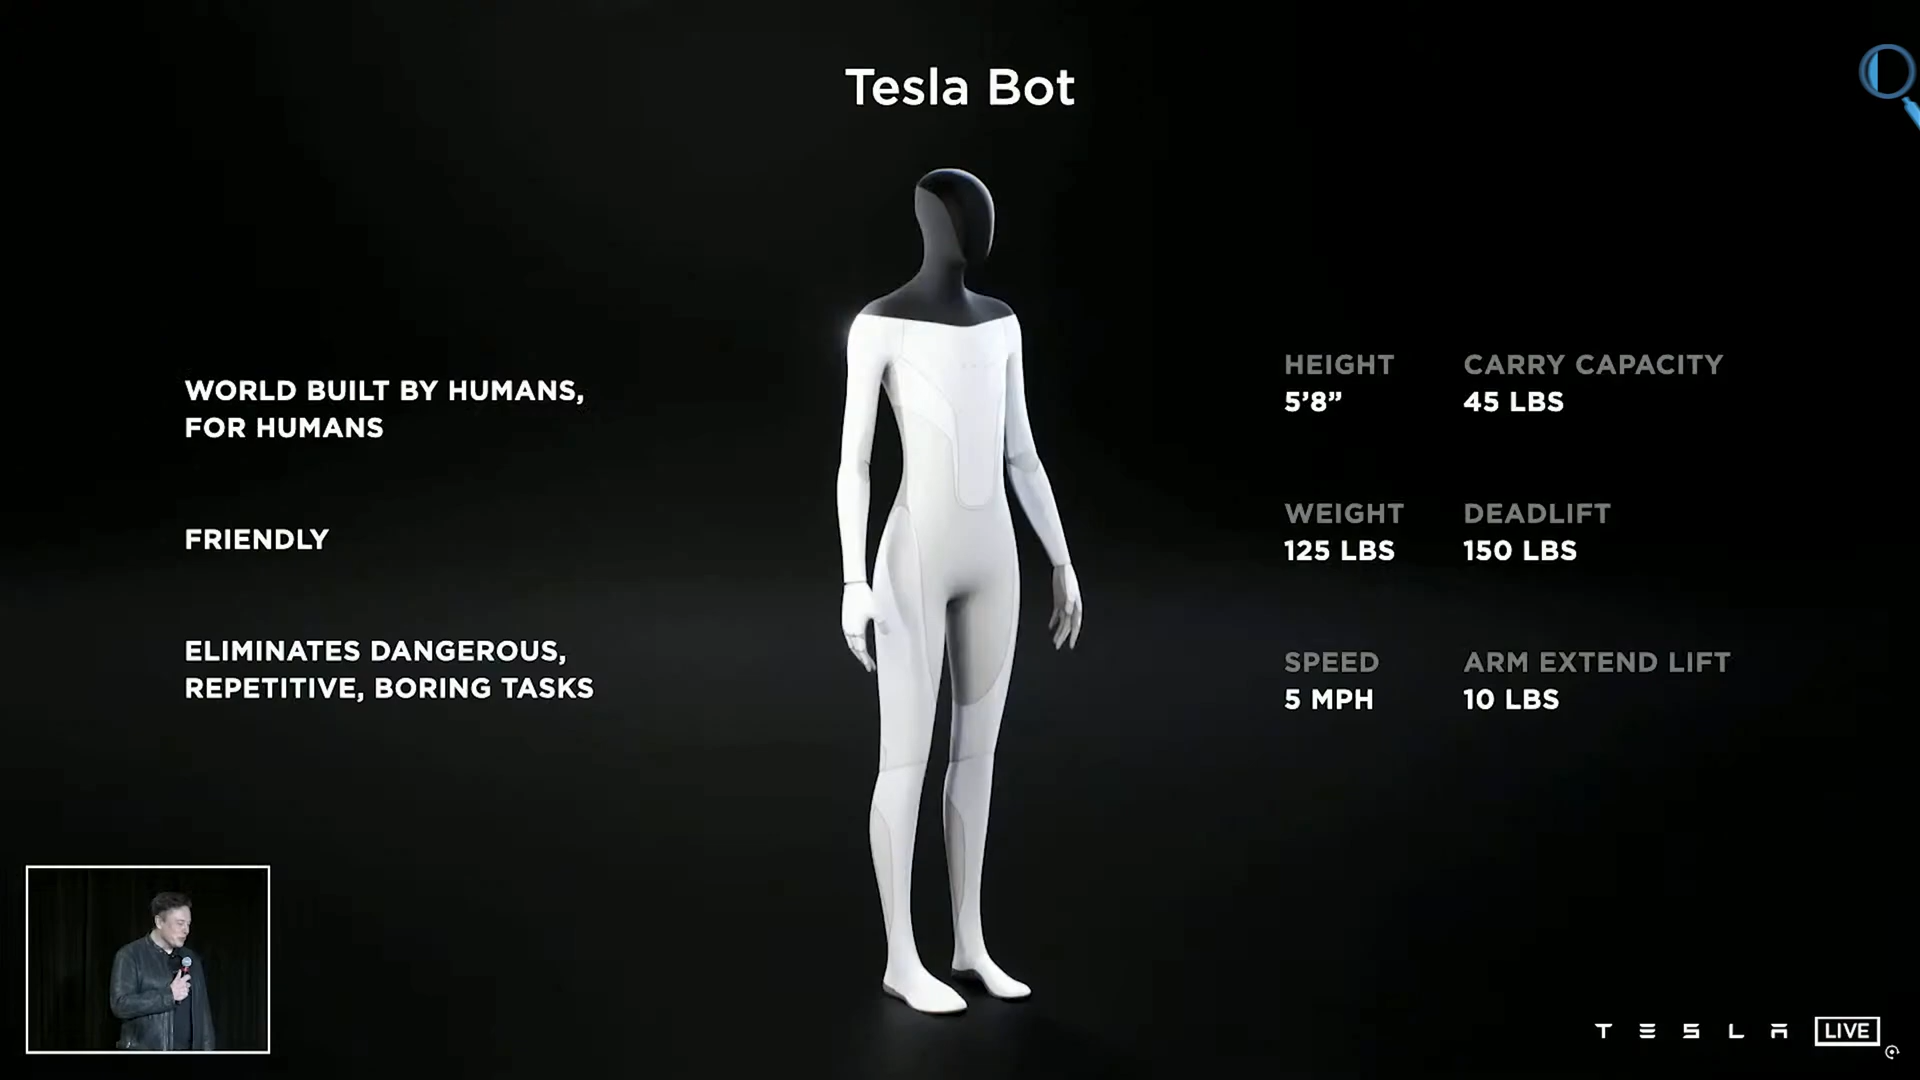 Tesla Bot
WORLD BUILT BY HUMANS,
FOR HUMANS
FRIENDLY
ELIMINATES DANGEROUS,
REPETITIVE, BORING TASKS
HEIGHT
5’8”
CARRY CAPACITY
45 LBS
WEIGHT
125 LBS
DEADLIFT
150 LBS
SPEED
5 MPH
ARM EXTEND LIFT
10 LBS
TESLA LIVE